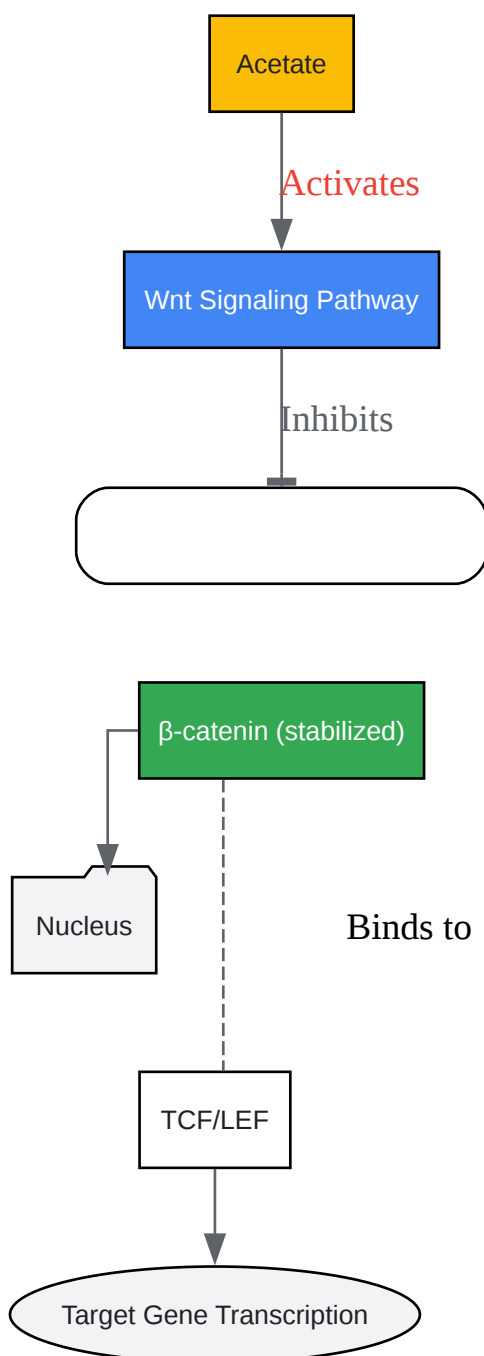 Acetate
Activates
Wnt Signaling Pathway
Inhibits
β-catenin (stabilized)
Nucleus
Binds to
TCF/LEF
Target Gene Transcription